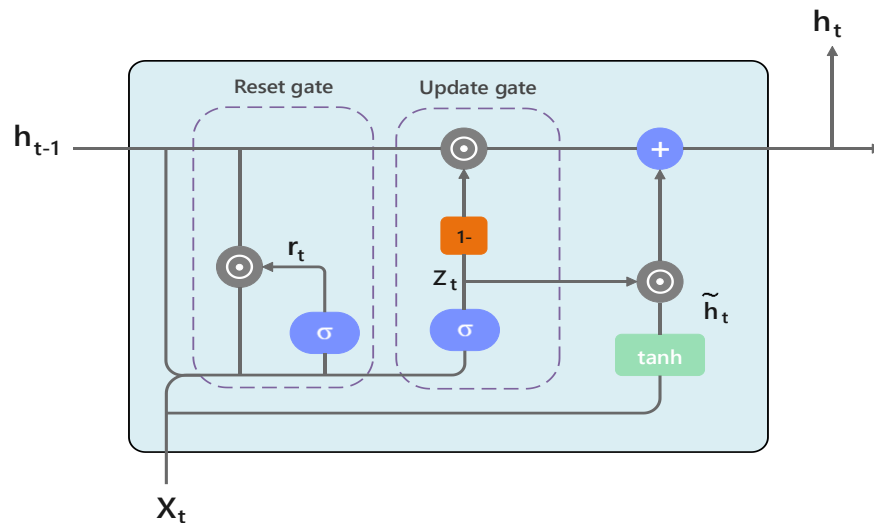 h_t
Reset gate
Update gate
h_t-1
+
1-
r_t
z_t
h̃_t
σ
σ
tanh
X_t